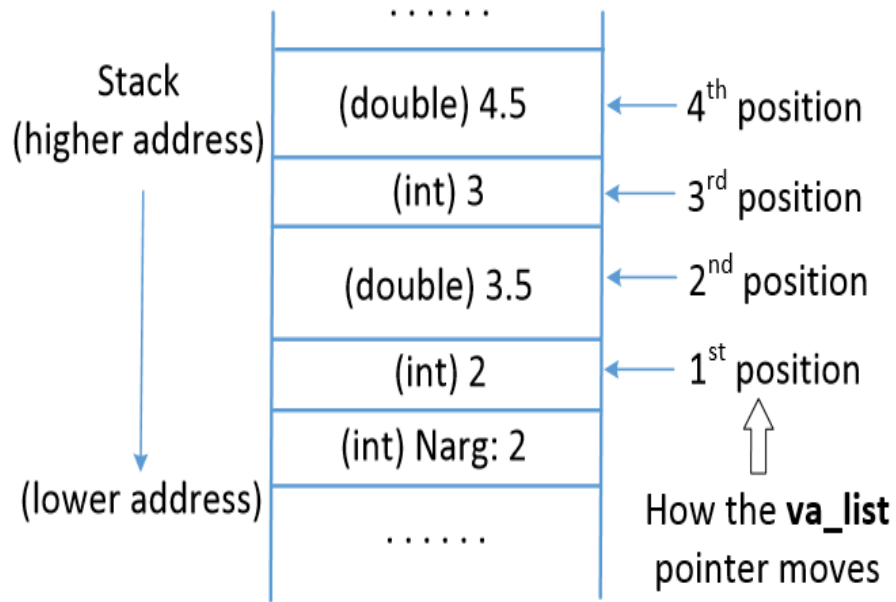 . . . . . .
Stack
(higher address)
(double) 4.5
4th position
(int) 3
3rd position
(double) 3.5
2nd position
(int) 2
1st position
(int) Narg: 2
(lower address)
. . . . . .
How the va_list
pointer moves